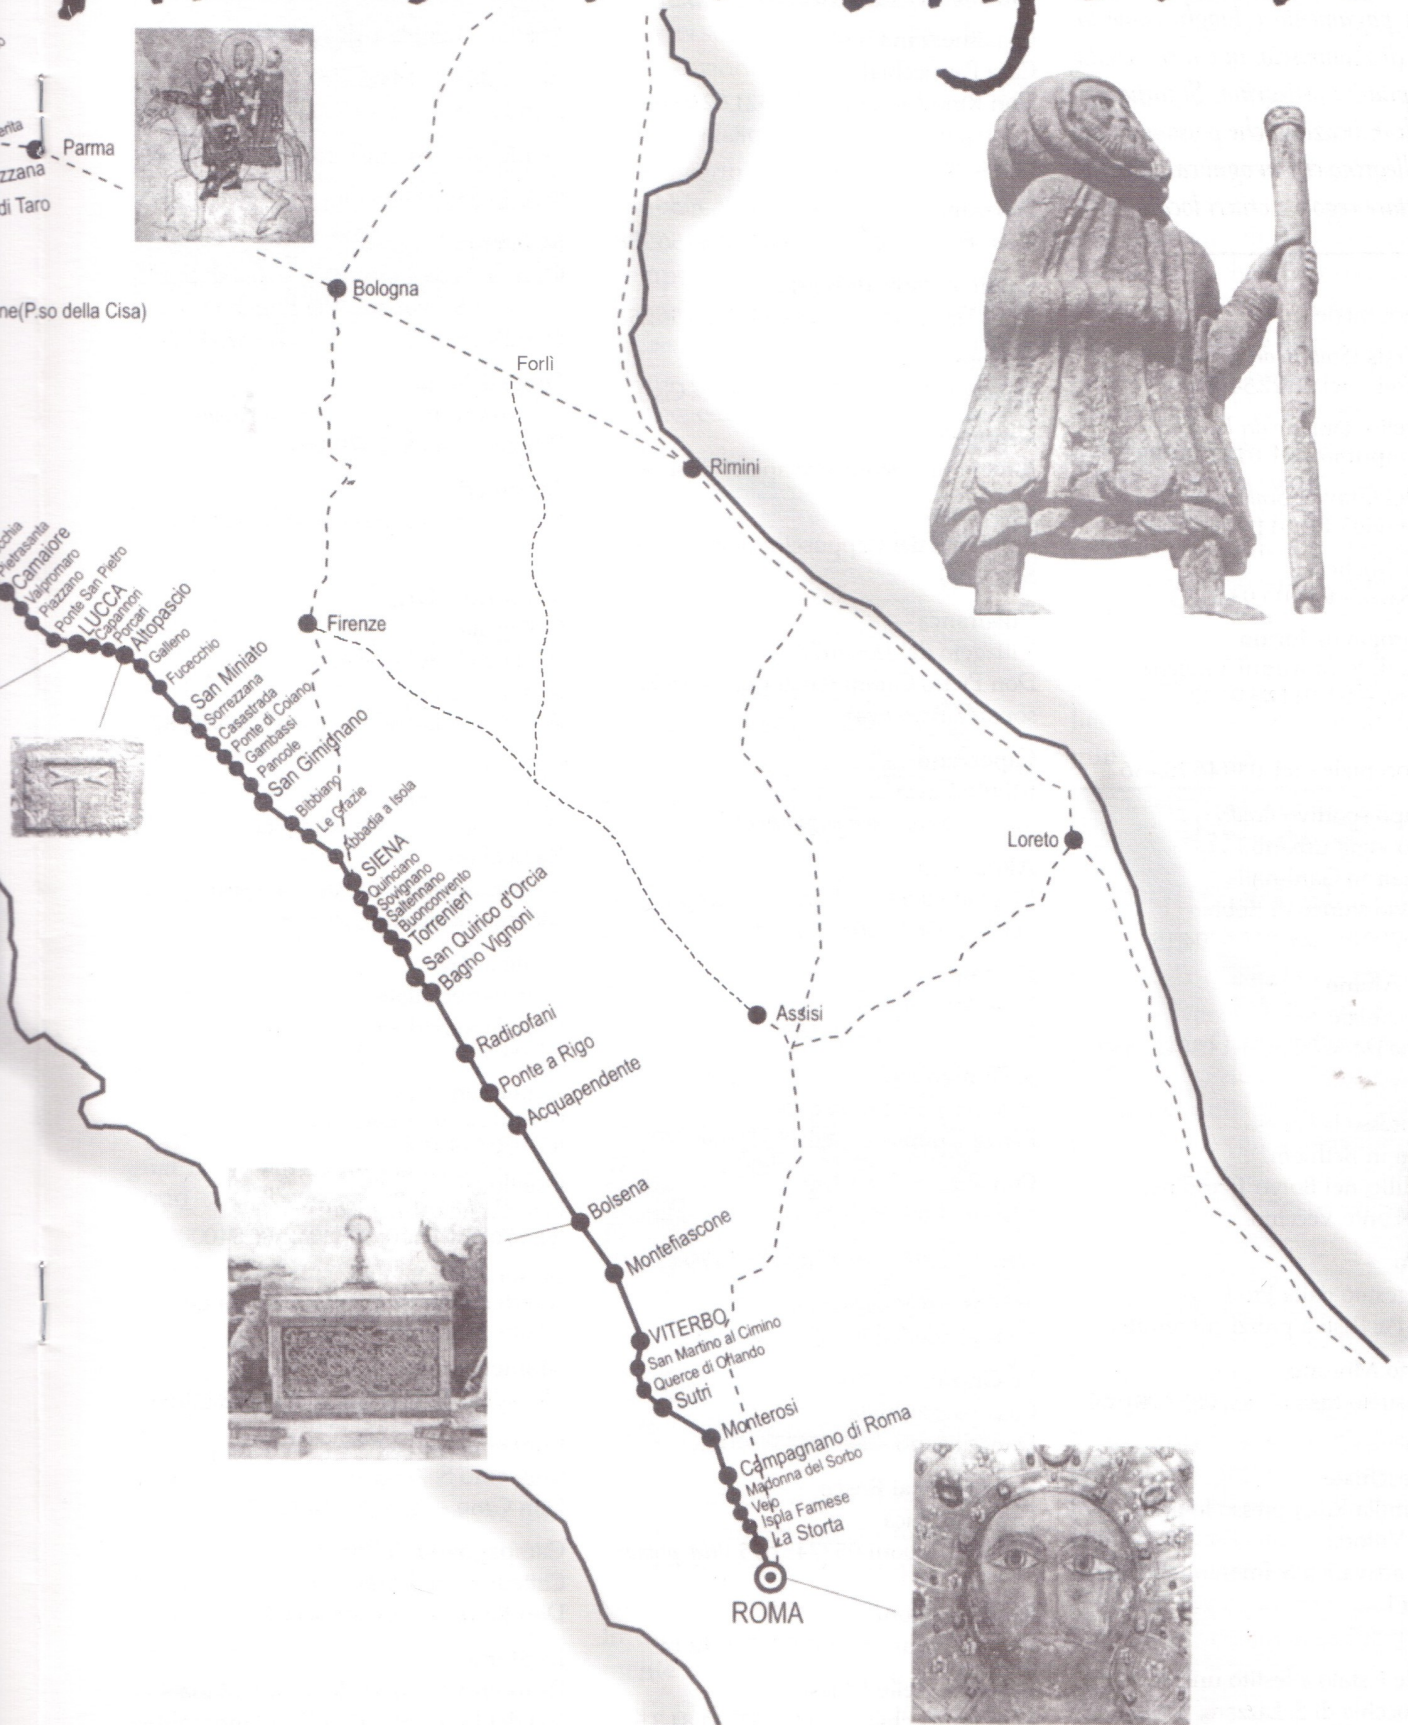 Parma
di Taro
(P.so della Cisa)
Bologna
Forlì
Rimini
Firenze
Pietrasanta
Camaiore
Valpromaro
Piazzano
Ponte San Pietro
LUCCA
Capannori
Porcari
Altopascio
Galleno
Fucecchio
San Miniato
Sorrezzana
Casastrada
Ponte di Coiano
Gambassi
Pancole
San Gimignano
Bibbiano
Le Grazie
Abbadia a Isola
SIENA
Quinciano
Sovignano
Saltennano
Buonconvento
Torrenieri
San Quirico d'Orcia
Bagno Vignoni
Loreto
Assisi
Radicofani
Ponte a Rigo
Acquapendente
Bolsena
Montefiascone
VITERBO
San Martino al Cimino
Querce di Orlando
Sutri
Monterosi
Campagnano di Roma
Madonna del Sorbo
Veio
Isola Farnese
La Storta
ROMA